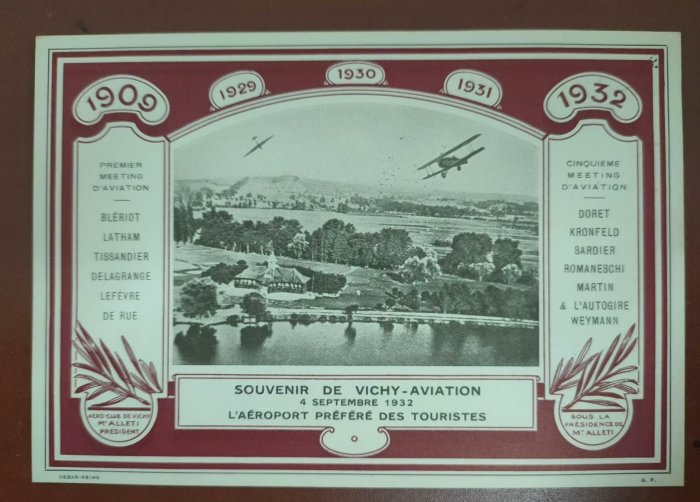 1909
1929
1930
1931
1932
PREMIER
MEETING
D'AVIATION
BLÉRIOT
LATHAM
TISSANDIER
DELAGRANGE
LEFÈVRE
DE RUE
CINQUIÈME
MEETING
D'AVIATION
DORET
KRONFELD
SARDIER
ROMANESCHI
MARTIN
& L'AUTOGIRE
WEYMANN
AÉRO-CLUB DE VICHY
Mr ALLETI
PRÉSIDENT
SOUVENIR DE VICHY-AVIATION
4 SEPTEMBRE 1932
L'AÉROPORT PRÉFÉRÉ DES TOURISTES
SOUS LA
PRÉSIDENCE DE
Mr ALLETI
DEBAR-REIMS
G. F.